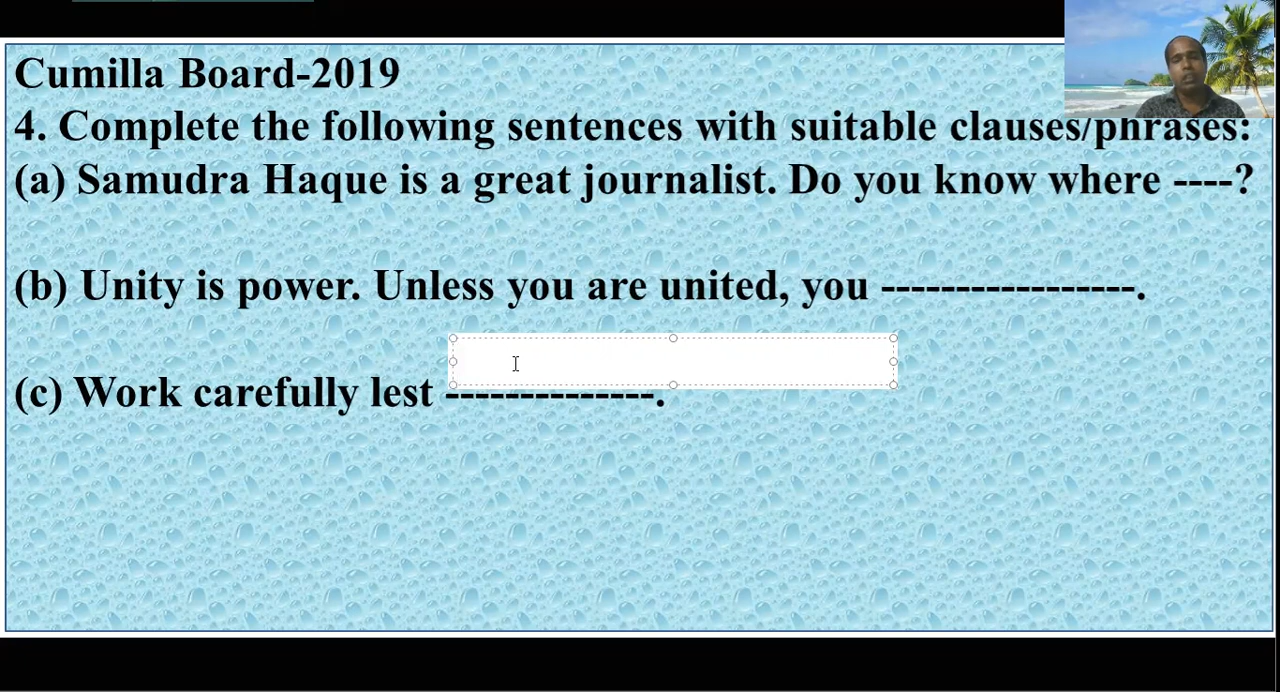 Cumilla Board-2019
4. Complete the following sentences with suitable clauses/phrases:
(a) Samudra Haque is a great journalist. Do you know where ----?
(b) Unity is power. Unless you are united, you -----------------.
(c) Work carefully lest --------------.